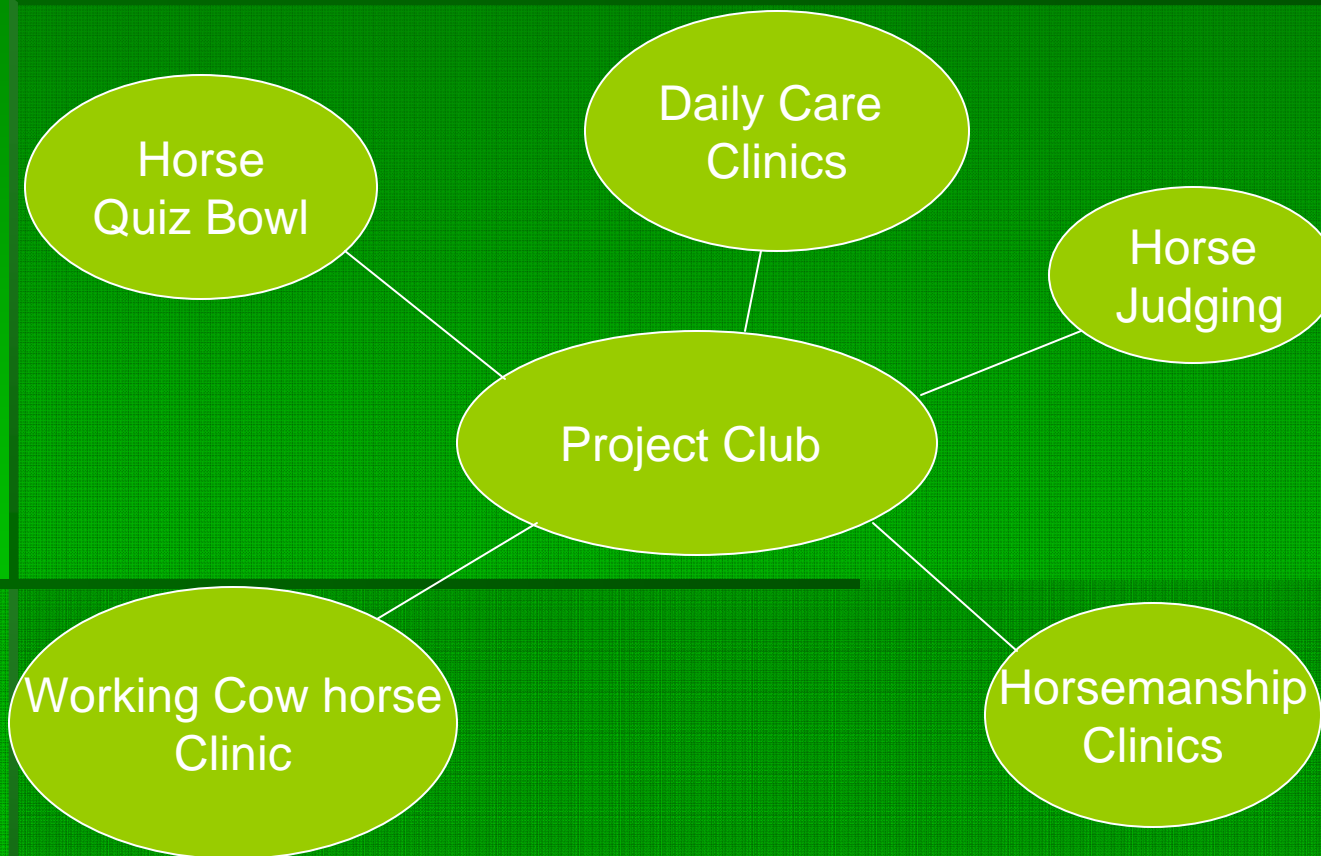 Horse
Quiz Bowl
Daily Care
Clinics
Horse
Judging
Project Club
Working Cow horse
Clinic
Horsemanship
Clinics